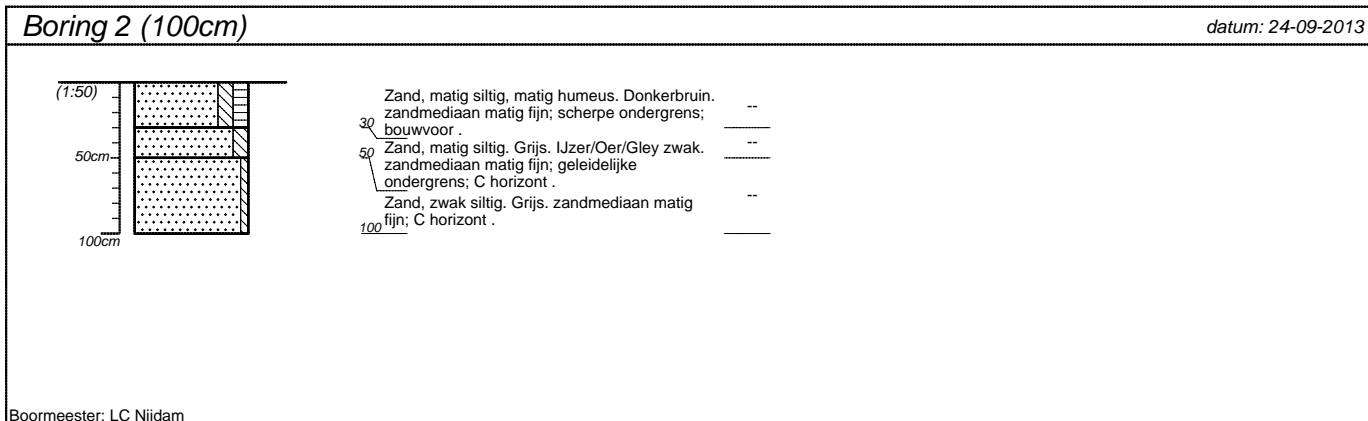 Boring 2 (100cm)
datum: 24-09-2013
(1:50)
50cm
100cm
Zand, matig siltig, matig humeus. Donkerbruin.
zandmediaan matig fijn; scherpe ondergrens;
bouwvoor .
30
--
Zand, matig siltig. Grijs. IJzer/Oer/Gley zwak.
zandmediaan matig fijn; geleidelijke
ondergrens; C horizont .
50
--
Zand, zwak siltig. Grijs. zandmediaan matig
fijn; C horizont .
100
--
Boormeester: LC Nijdam